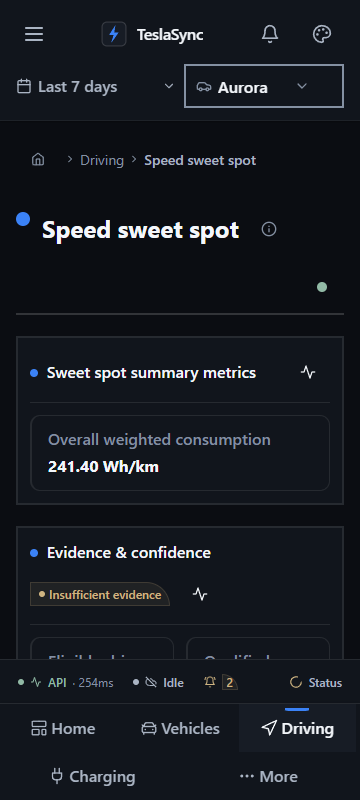 TeslaSync
Last 7 days
Aurora
Driving
Speed sweet spot
Speed sweet spot
Sweet spot summary metrics
Overall weighted consumption
241.40 Wh/km
Evidence & confidence
Insufficient evidence
API · 254ms
Idle
2
Status
Home
Vehicles
Driving
Charging
More